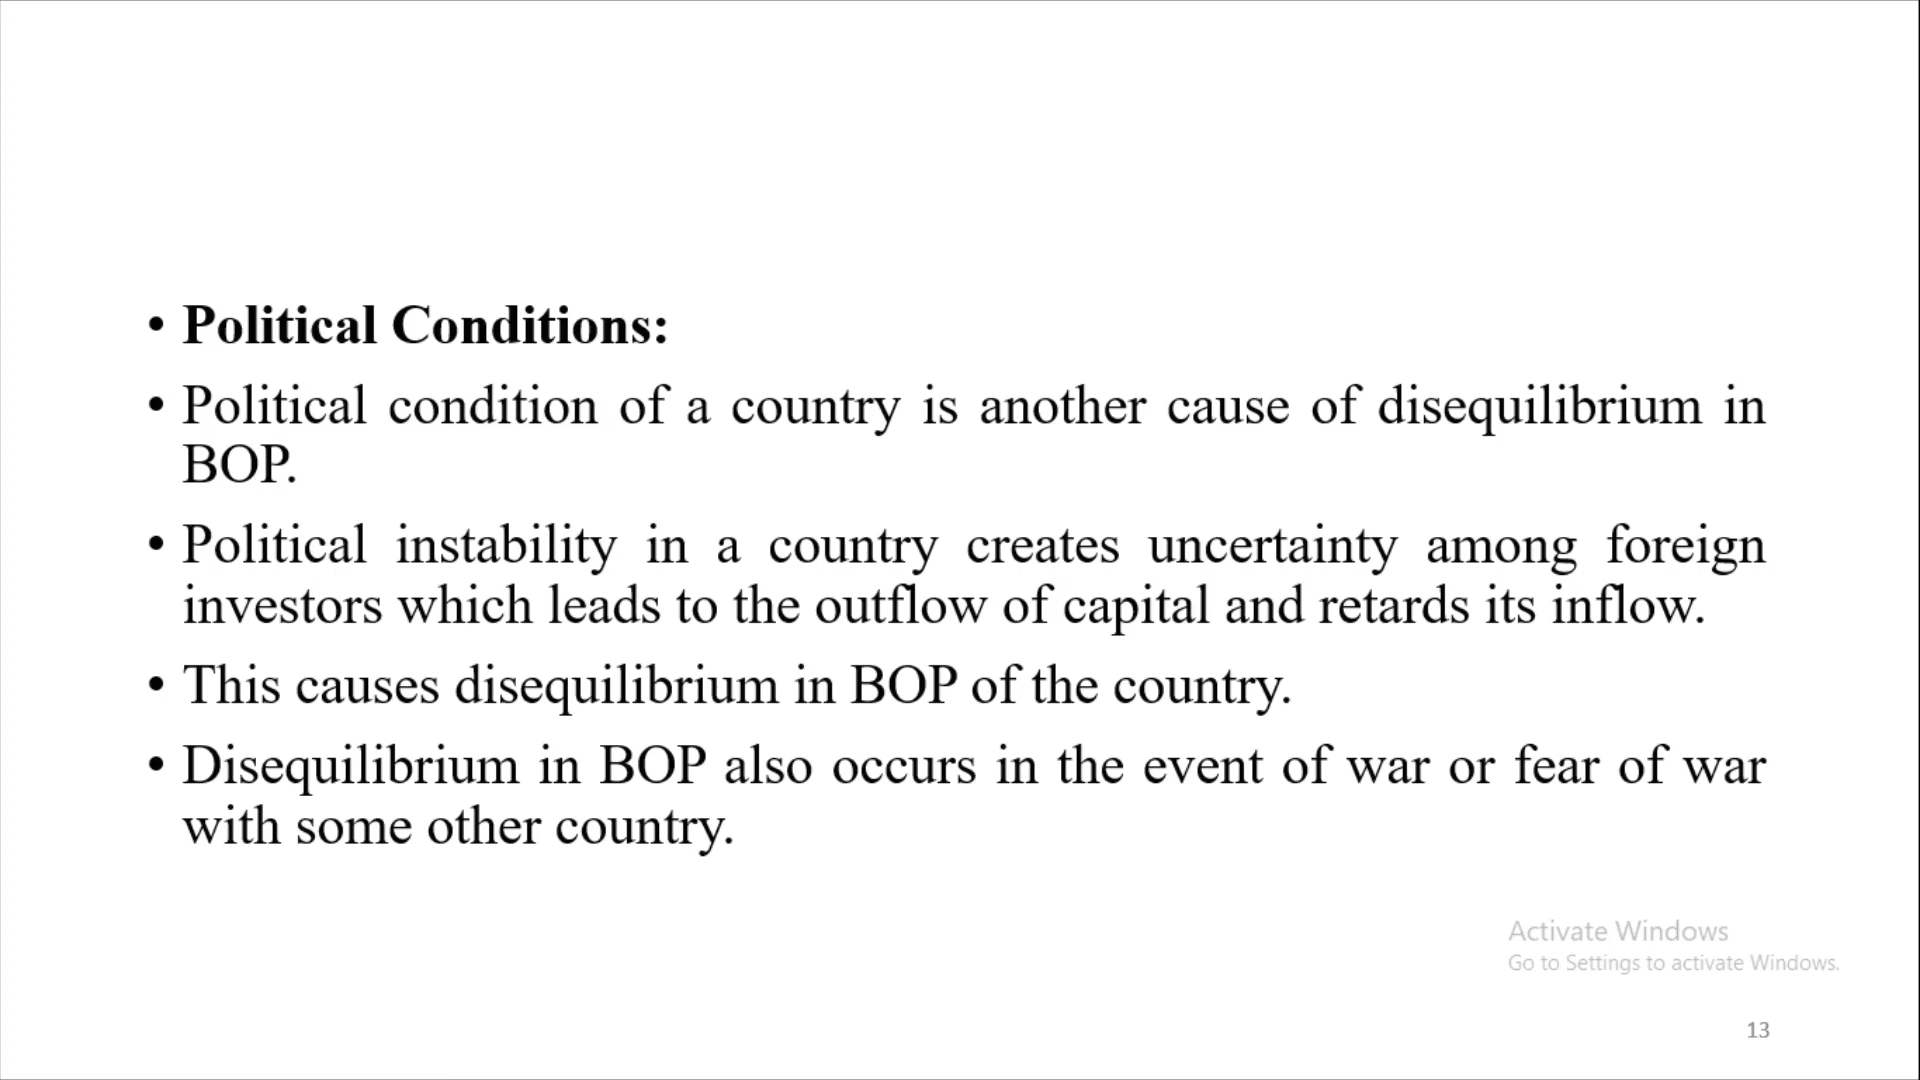 • Political Conditions:
• Political condition of a country is another cause of disequilibrium in
BOP.
• Political instability in a country creates uncertainty among foreign
investors which leads to the outflow of capital and retards its inflow.
• This causes disequilibrium in BOP of the country.
• Disequilibrium in BOP also occurs in the event of war or fear of war
with some other country.
Activate Windows
Go to Settings to activate Windows.
13